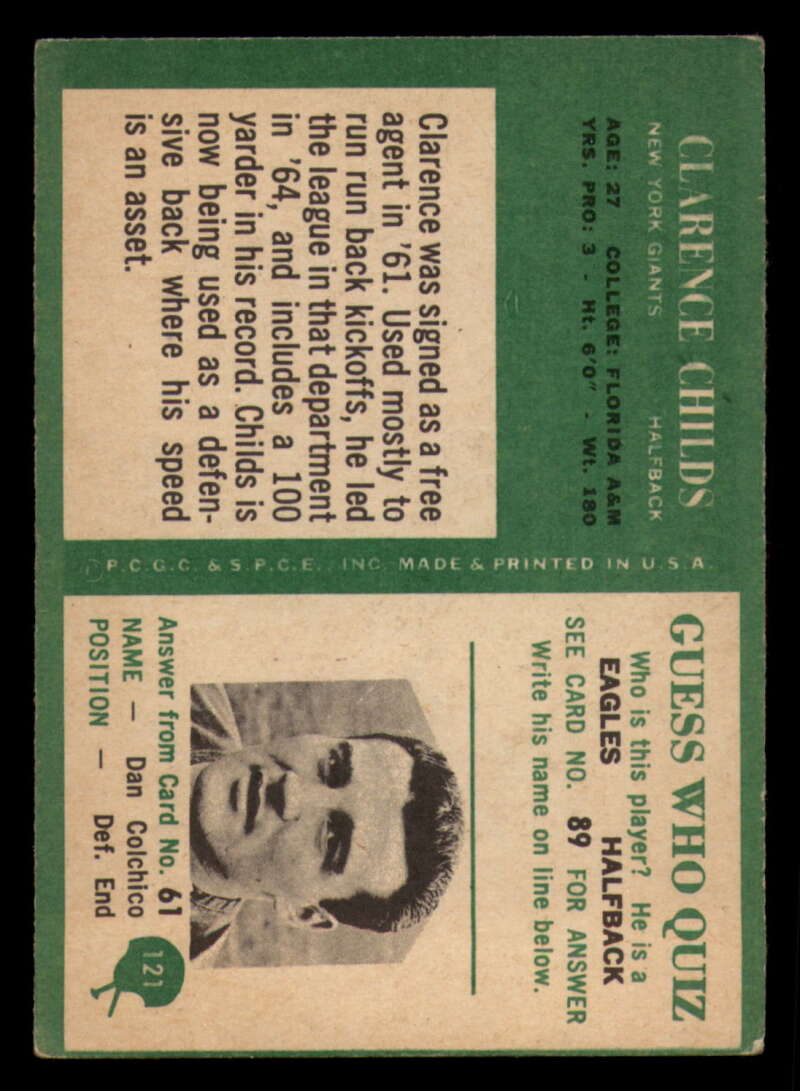 CLARENCE CHILDS
NEW YORK GIANTS HALFBACK
AGE: 27 COLLEGE: FLORIDA A&M
YRS. PRO: 3 - Ht. 6'0" - Wt. 180
Clarence was signed as a free
agent in '61. Used mostly to
run run back kickoffs, he led
the league in that department
in '64, and includes a 100
yarder in his record. Childs is
now being used as a defen-
sive back where his speed
is an asset.
P.C.G.C. & S.P.C.E., INC. MADE & PRINTED IN U.S.A.
GUESS WHO QUIZ
Who is this player? He is a
EAGLES HALFBACK
SEE CARD NO. 89 FOR ANSWER
Write his name on line below.
Answer from Card No. 61
NAME — Dan Colchico
POSITION — Def. End
121